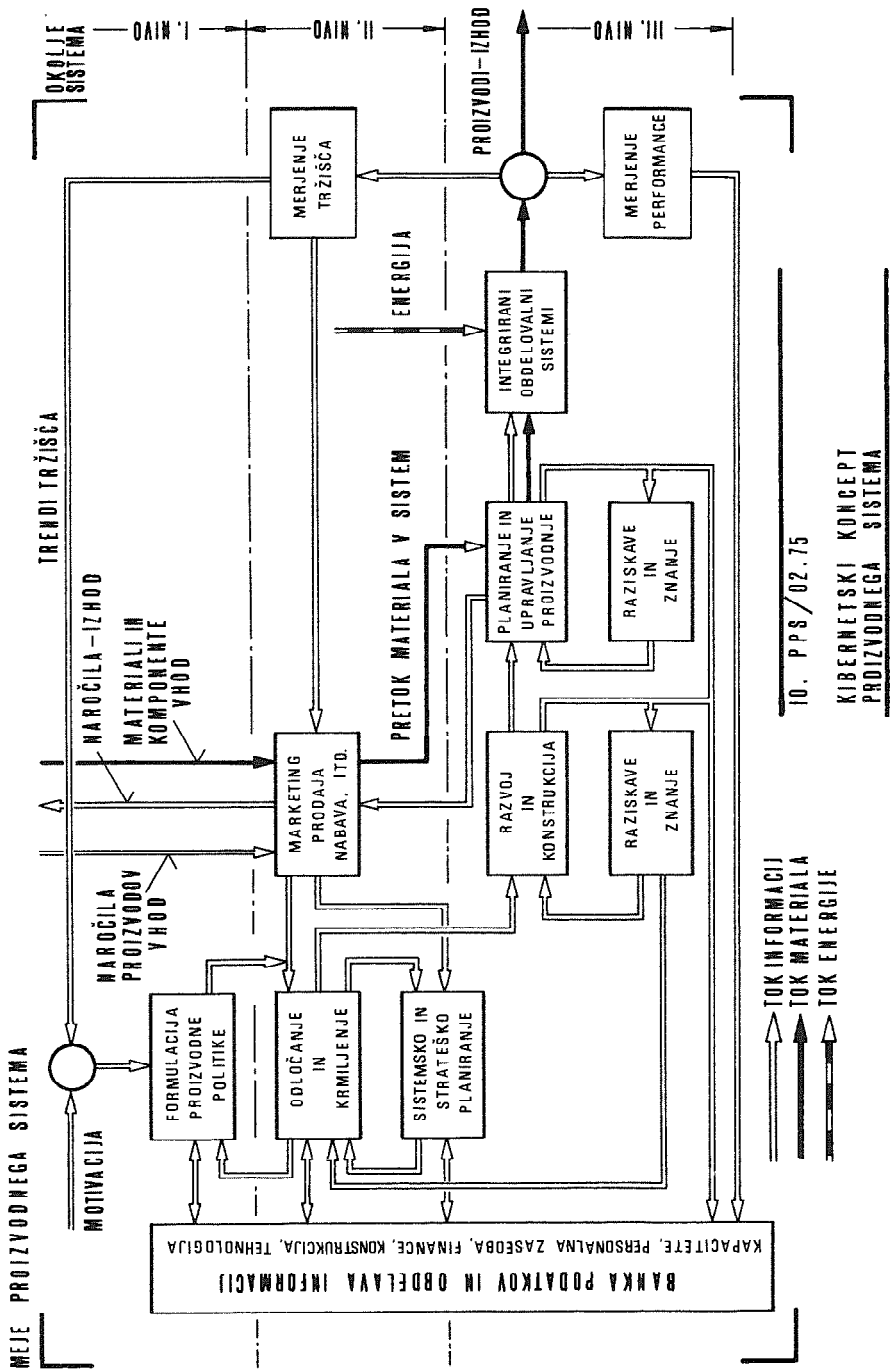 MEJE PROIZVODNEGA SISTEMA
OKOLJE
SISTEMA
I. NIVO
II. NIVO
III. NIVO
MOTIVACIJA
TRENDI TRŽIŠČA
FORMULACIJA
PROIZVODNE
POLITIKE
NAROČILA
PROIZVODOV
VHOD
NAROČILA-IZHOD
MATERIALI IN
KOMPONENTE
VHOD
ODLOČANJE
IN
KRMILJENJE
MARKETING
PRODAJA
NABAVA, ITD.
MERJENJE
TRŽIŠČA
SISTEMSKO IN
STRATEŠKO
PLANIRANJE
PRETOK MATERIALA V SISTEM
ENERGIJA
PROIZVODI-IZHOD
RAZVOJ
IN
KONSTRUKCIJA
PLANIRANJE IN
UPRAVLJANJE
PROIZVODNJE
INTEGRIRANI
OBDELOVALNI
SISTEMI
RAZISKAVE
IN
ZNANJE
RAZISKAVE
IN
ZNANJE
MERJENJE
PERFORMANCE
BANKA PODATKOV IN OBDELAVA INFORMACIJ
KAPACITETE, PERSONALNA ZASEDBA, FINANCE, KONSTRUKCIJA, TEHNOLOGIJA
TOK INFORMACIJ
TOK MATERIALA
TOK ENERGIJE
10. PPS/02.75
KIBERNETSKI KONCEPT
PROIZVODNEGA SISTEMA